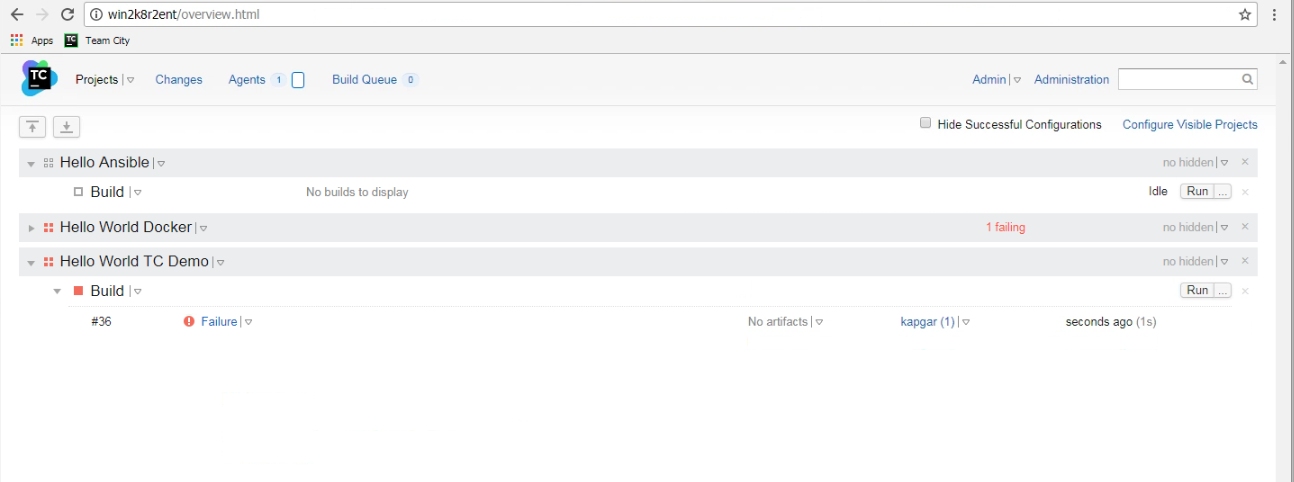 win2k8r2ent/overview.html
Apps TC Team City
TC Projects Changes Agents 1 Build Queue 0 Admin Administration
Hide Successful Configurations Configure Visible Projects
Hello Ansible no hidden
Build No builds to display Idle Run ...
Hello World Docker 1 failing no hidden
Hello World TC Demo no hidden
Build Run ...
#36 Failure No artifacts kapgar (1) seconds ago (1s)